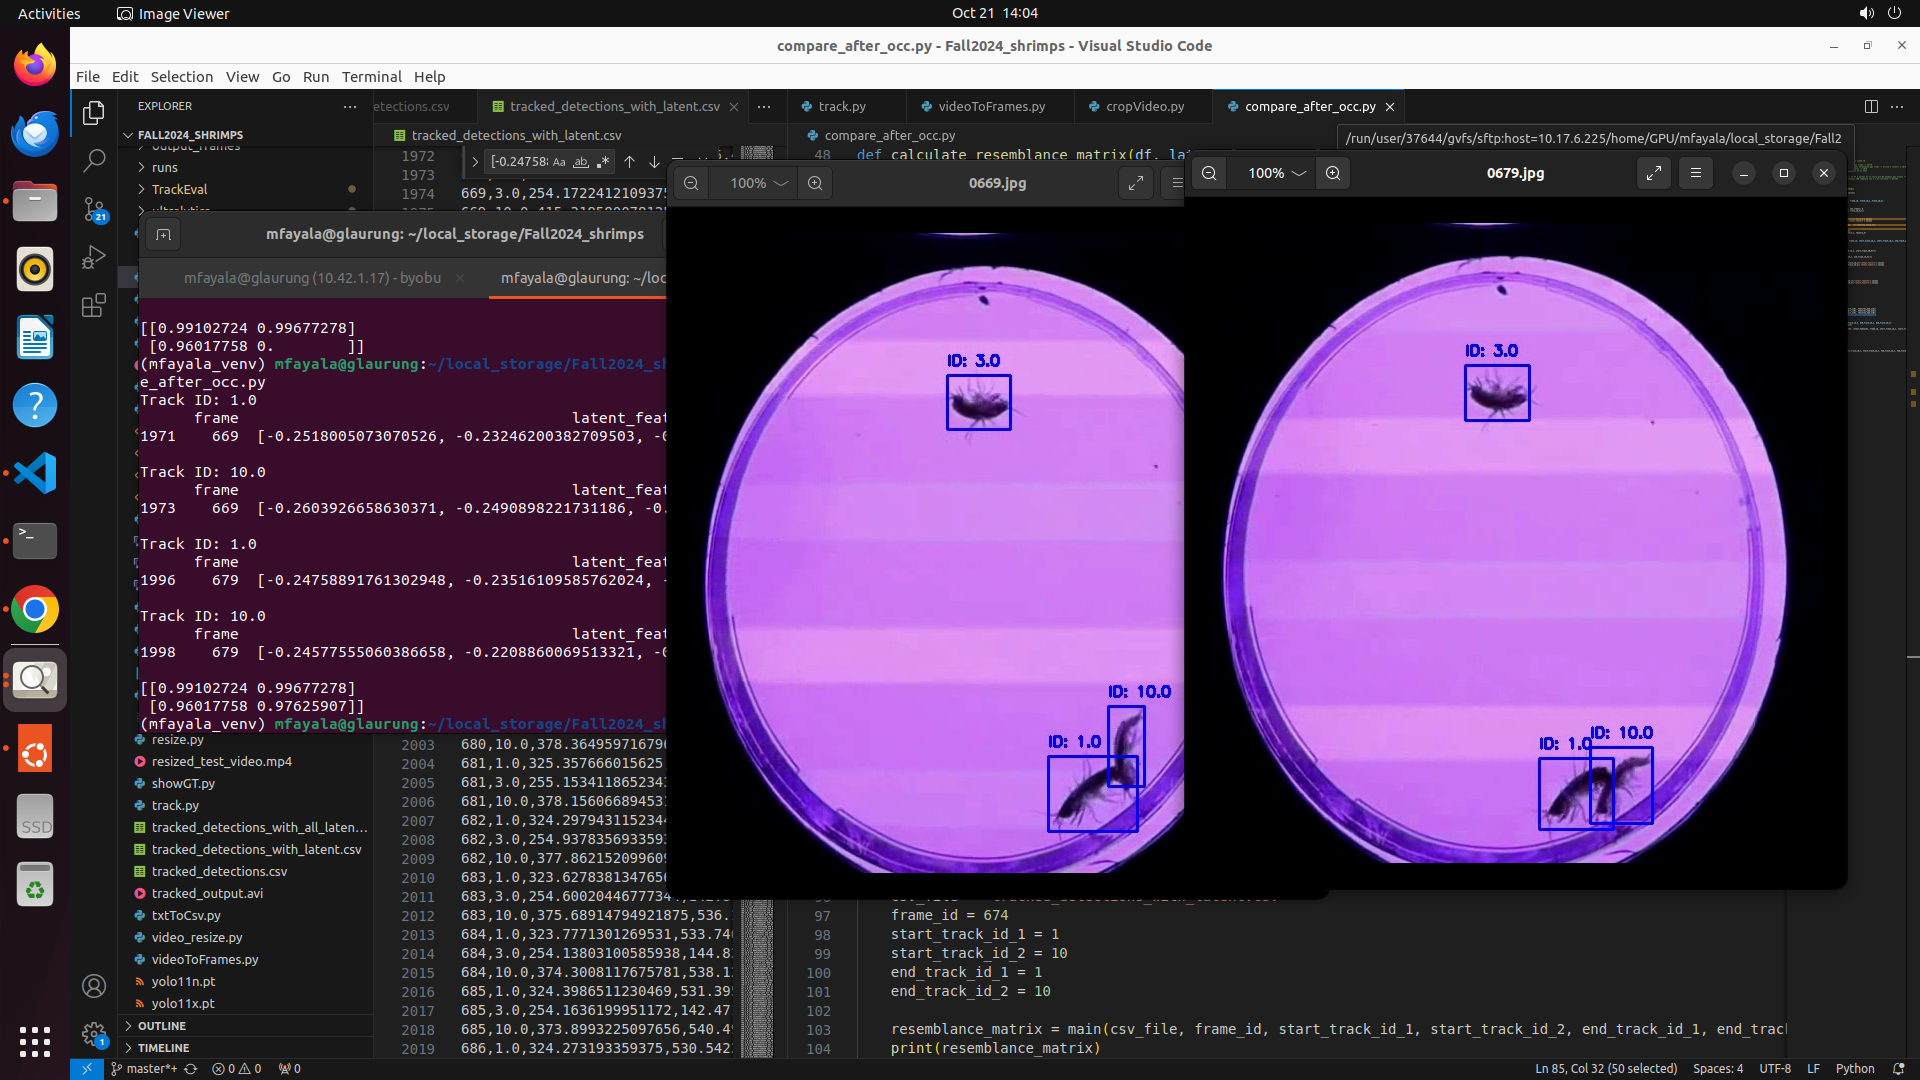 Activities
Image Viewer
Oct 21 14:04
compare_after_occ.py - Fall2024_shrimps - Visual Studio Code
File Edit Selection View Go Run Terminal Help
EXPLORER
FALL2024_SHRIMPS
output_frames
runs
TrackEval
21
resize.py
resized_test_video.mp4
showGT.py
track.py
tracked_detections_with_all_laten...
tracked_detections_with_latent.csv
tracked_detections.csv
tracked_output.avi
txtToCsv.py
video_resize.py
videoToFrames.py
yolo11n.pt
yolo11x.pt
OUTLINE
TIMELINE
etections.csv
tracked_detections_with_latent.csv
tracked_detections_with_latent.csv
[-0.24758
Aa ab
1972
1973
1974 669,3.0,254.1722412109375
track.py
videoToFrames.py
cropVideo.py
compare_after_occ.py
compare_after_occ.py
/run/user/37644/gvfs/sftp:host=10.17.6.225/home/GPU/mfayala/local_storage/Fall2
48 def calculate_resemblance_matrix(df, la
mfayala@glaurung: ~/local_storage/Fall2024_shrimps
mfayala@glaurung (10.42.1.17) - byobu
mfayala@glaurung: ~/loc
[[0.99102724 0.99677278]
[0.96017758 0. ]]
(mfayala_venv) mfayala@glaurung:~/local_storage/Fall2024_s
e_after_occ.py
Track ID: 1.0
frame latent_fea
1971 669 [-0.2518005073070526, -0.23246200382709503, -
Track ID: 10.0
frame latent_fea
1973 669 [-0.2603926658630371, -0.2490898221731186, -0.
Track ID: 1.0
frame latent_fea
1996 679 [-0.24758891761302948, -0.23516109585762024, -
Track ID: 10.0
frame latent_fea
1998 679 [-0.24577555060386658, -0.2208860069513321, -
[[0.99102724 0.99677278]
[0.96017758 0.97625907]]
(mfayala_venv) mfayala@glaurung:~/local_storage/Fall2024_s
100%
0669.jpg
ID: 3.0
ID: 10.0
ID: 1.0
100%
0679.jpg
ID: 3.0
ID: 10.0
ID: 1.0
2003 680,10.0,378.36495971679
2004 681,1.0,325.357666015625
2005 681,3.0,255.153411865234
2006 681,10.0,378.15606689453
2007 682,1.0,324.297943115234
2008 682,3.0,254.937835693359
2009 682,10.0,377.86215209960
2010 683,1.0,323.627838134765
2011 683,3.0,254.600204467773
2012 683,10.0,375.68914794921875,536.
2013 684,1.0,323.7771301269531,533.74
2014 684,3.0,254.13803100585938,144.8
2015 684,10.0,374.3008117675781,538.1
2016 685,1.0,324.3986511230469,531.39
2017 685,3.0,254.1636199951172,142.47
2018 685,10.0,373.8993225097656,540.4
2019 686,1.0,324.273193359375,530.542
97 frame_id = 674
98 start_track_id_1 = 1
99 start_track_id_2 = 10
100 end_track_id_1 = 1
101 end_track_id_2 = 10
102
103 resemblance_matrix = main(csv_file, frame_id, start_track_id_1, start_track_id_2, end_track_id_1, end_trac
104 print(resemblance_matrix)
SSD
1
master*+
0 0
0
Ln 85, Col 32 (50 selected)
Spaces: 4
UTF-8
LF
Python